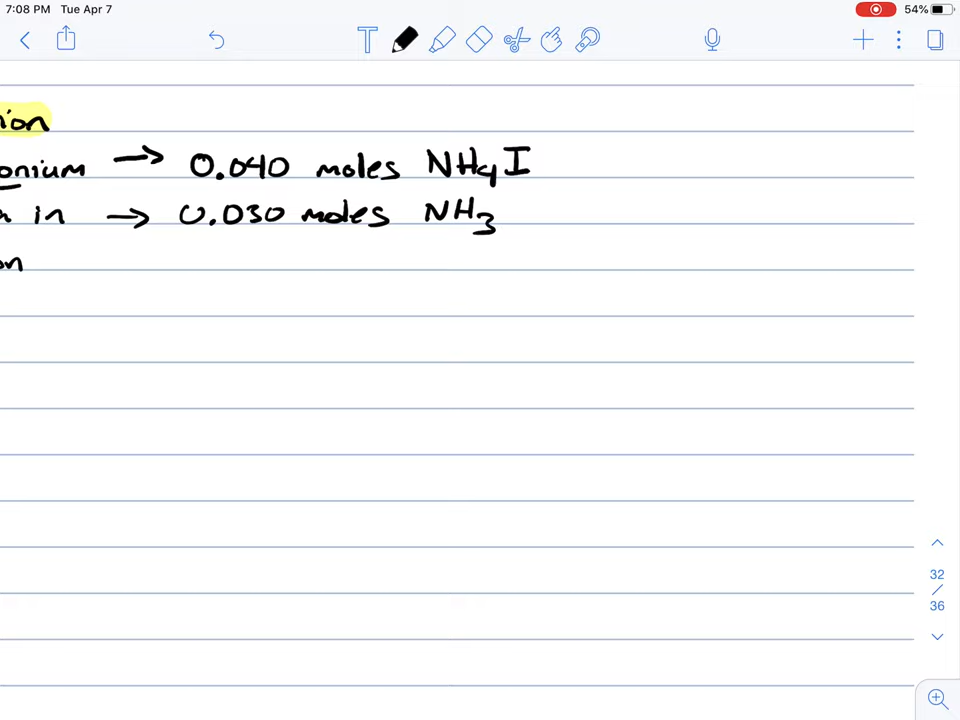 7:08 PM Tue Apr 7 54%
T
ion
onium → 0.040 moles NH4I
in → 0.030 moles NH3
on
32
/
36